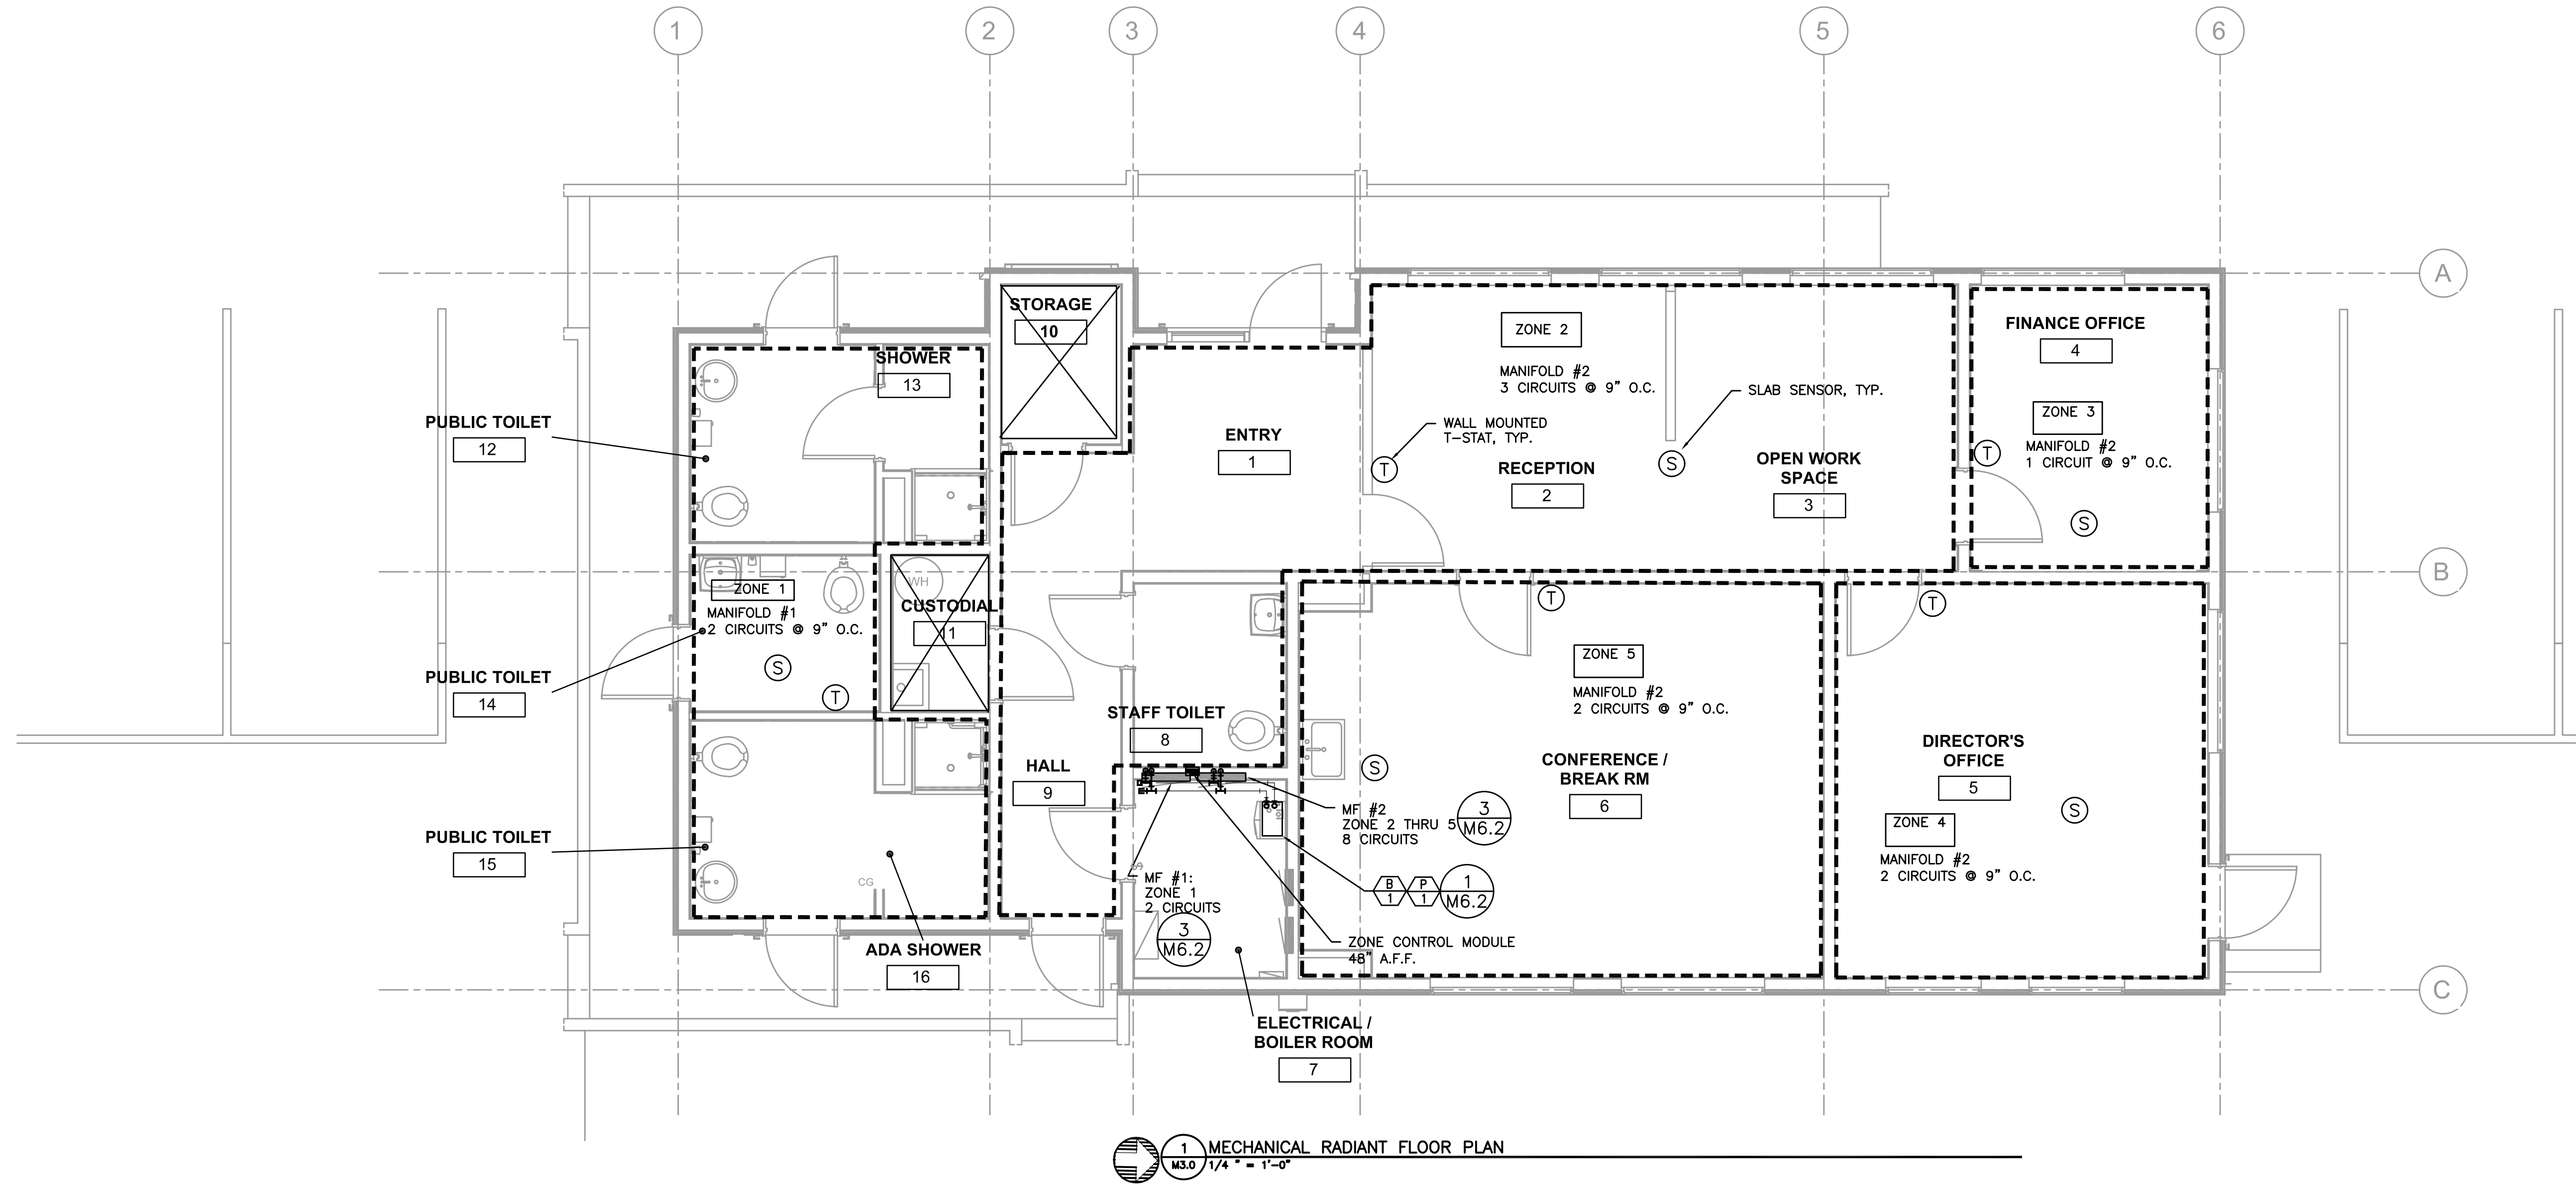 1
2
3
4
5
6
A
B
C
STORAGE
10
SHOWER
13
PUBLIC TOILET
12
ENTRY
1
ZONE 2
MANIFOLD #2
3 CIRCUITS @ 9" O.C.
WALL MOUNTED
T-STAT, TYP.
T
SLAB SENSOR, TYP.
S
RECEPTION
2
OPEN WORK
SPACE
3
FINANCE OFFICE
4
ZONE 3
MANIFOLD #2
1 CIRCUIT @ 9" O.C.
T
S
WH
CUSTODIAL
11
ZONE 1
MANIFOLD #1
2 CIRCUITS @ 9" O.C.
S
T
PUBLIC TOILET
14
PUBLIC TOILET
15
CG
ADA SHOWER
16
HALL
9
STAFF TOILET
8
T
ZONE 5
MANIFOLD #2
2 CIRCUITS @ 9" O.C.
S
CONFERENCE /
BREAK RM
6
T
DIRECTOR'S
OFFICE
5
S
ZONE 4
MANIFOLD #2
2 CIRCUITS @ 9" O.C.
MF #2
ZONE 2 THRU 5
8 CIRCUITS
3
M6.2
B
1
P
1
1
M6.2
$
MF #1:
ZONE 1
2 CIRCUITS
3
M6.2
ZONE CONTROL MODULE
48" A.F.F.
ELECTRICAL /
BOILER ROOM
7
1
M3.0
MECHANICAL RADIANT FLOOR PLAN
1/4 " = 1'-0"